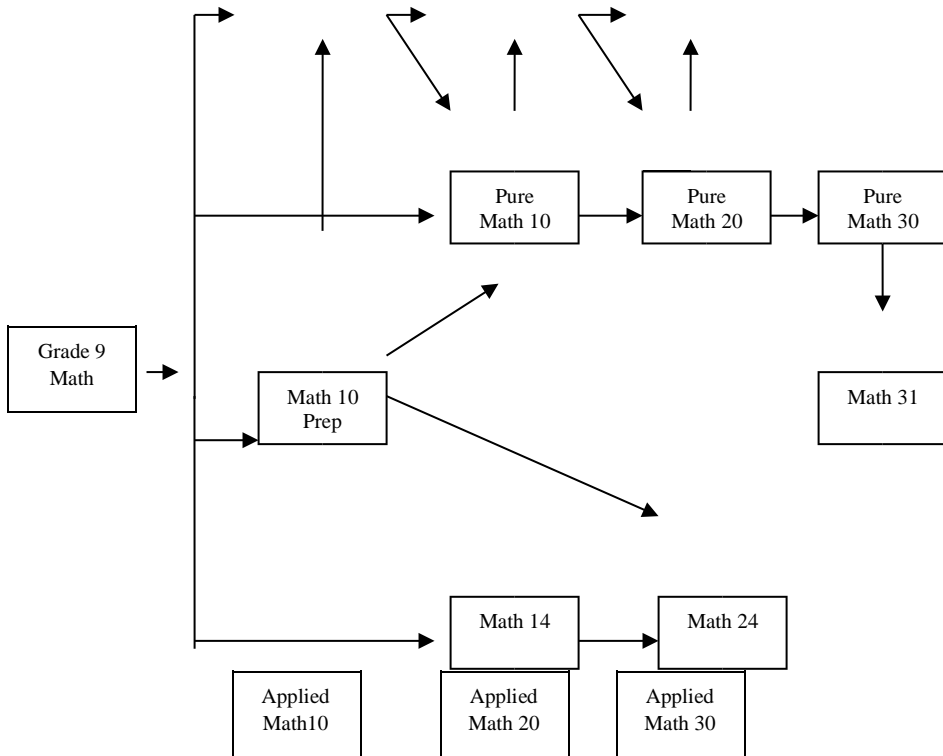 Pure
Math 10
Pure
Math 20
Pure
Math 30
Grade 9
Math
Math 10
Prep
Math 31
Math 14
Math 24
Applied
Math10
Applied
Math 20
Applied
Math 30